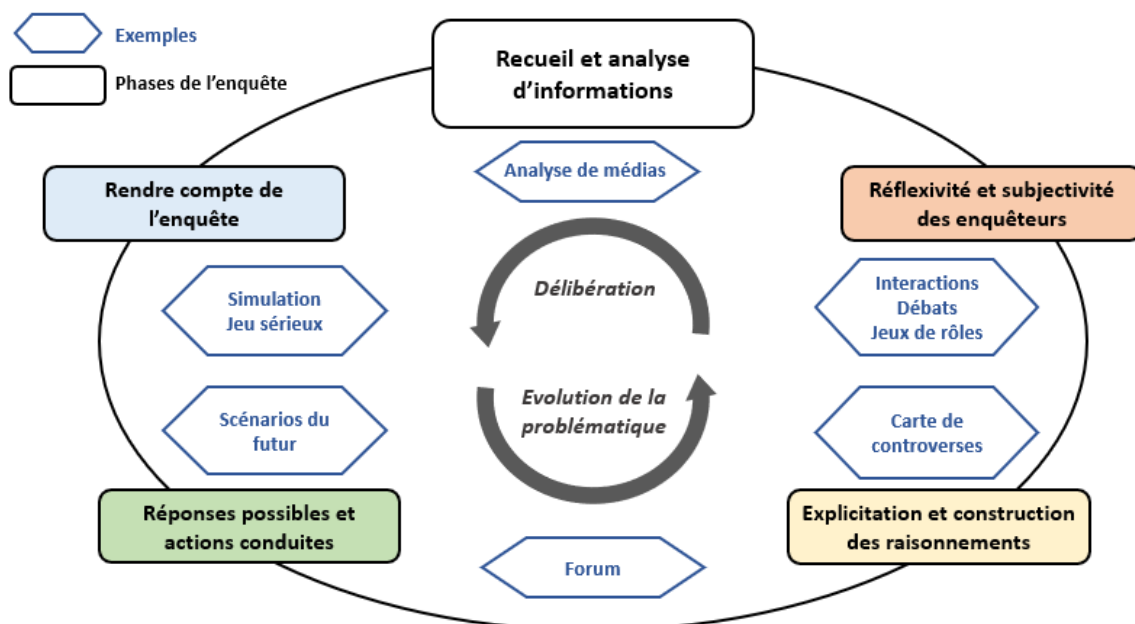 Exemples
Phases de l’enquête
Recueil et analyse
d’informations
Analyse de médias
Rendre compte de
l’enquête
Réflexivité et subjectivité
des enquêteurs
Simulation
Jeu sérieux
Délibération
Interactions
Débats
Jeux de rôles
Scénarios du
futur
Evolution de la
problématique
Carte de
controverses
Réponses possibles et
actions conduites
Explicitation et construction
des raisonnements
Forum